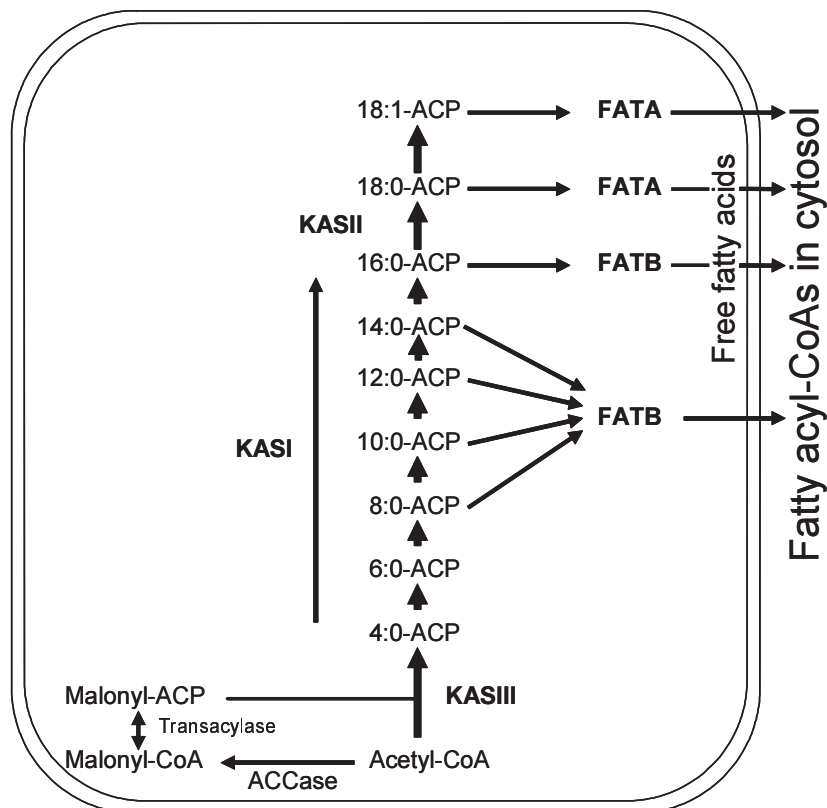 18:1-ACP FATA
18:0-ACP FATA
KASII
16:0-ACP FATB
14:0-ACP
12:0-ACP
FATB
KASI 10:0-ACP
8:0-ACP
6:0-ACP
4:0-ACP
Malonyl-ACP KASIII
Transacylase
Malonyl-CoA Acetyl-CoA
ACCase
Free fatty acids
Fatty acyl-CoAs in cytosol